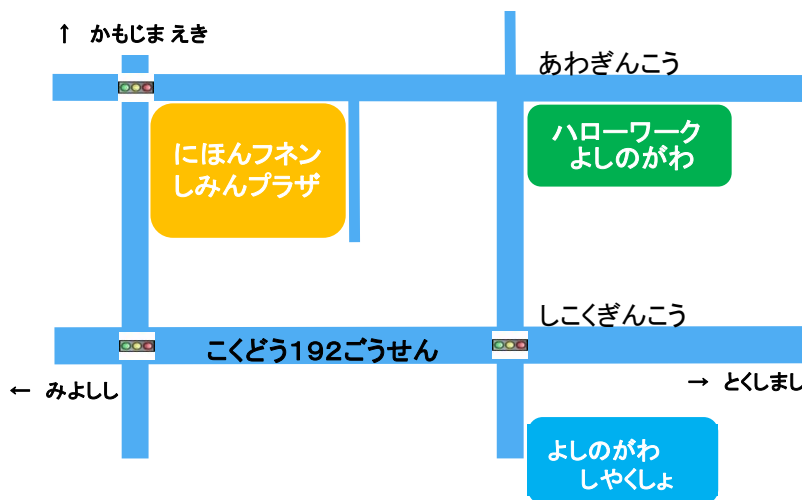 ↑ かもじまえき
あわぎんこう
にほんフネン
しみんプラザ
ハローワーク
よしのがわ
しこくぎんこう
こくどう192ごうせん
← みよしし
→ とくしまし
よしのがわ
しやくしょ